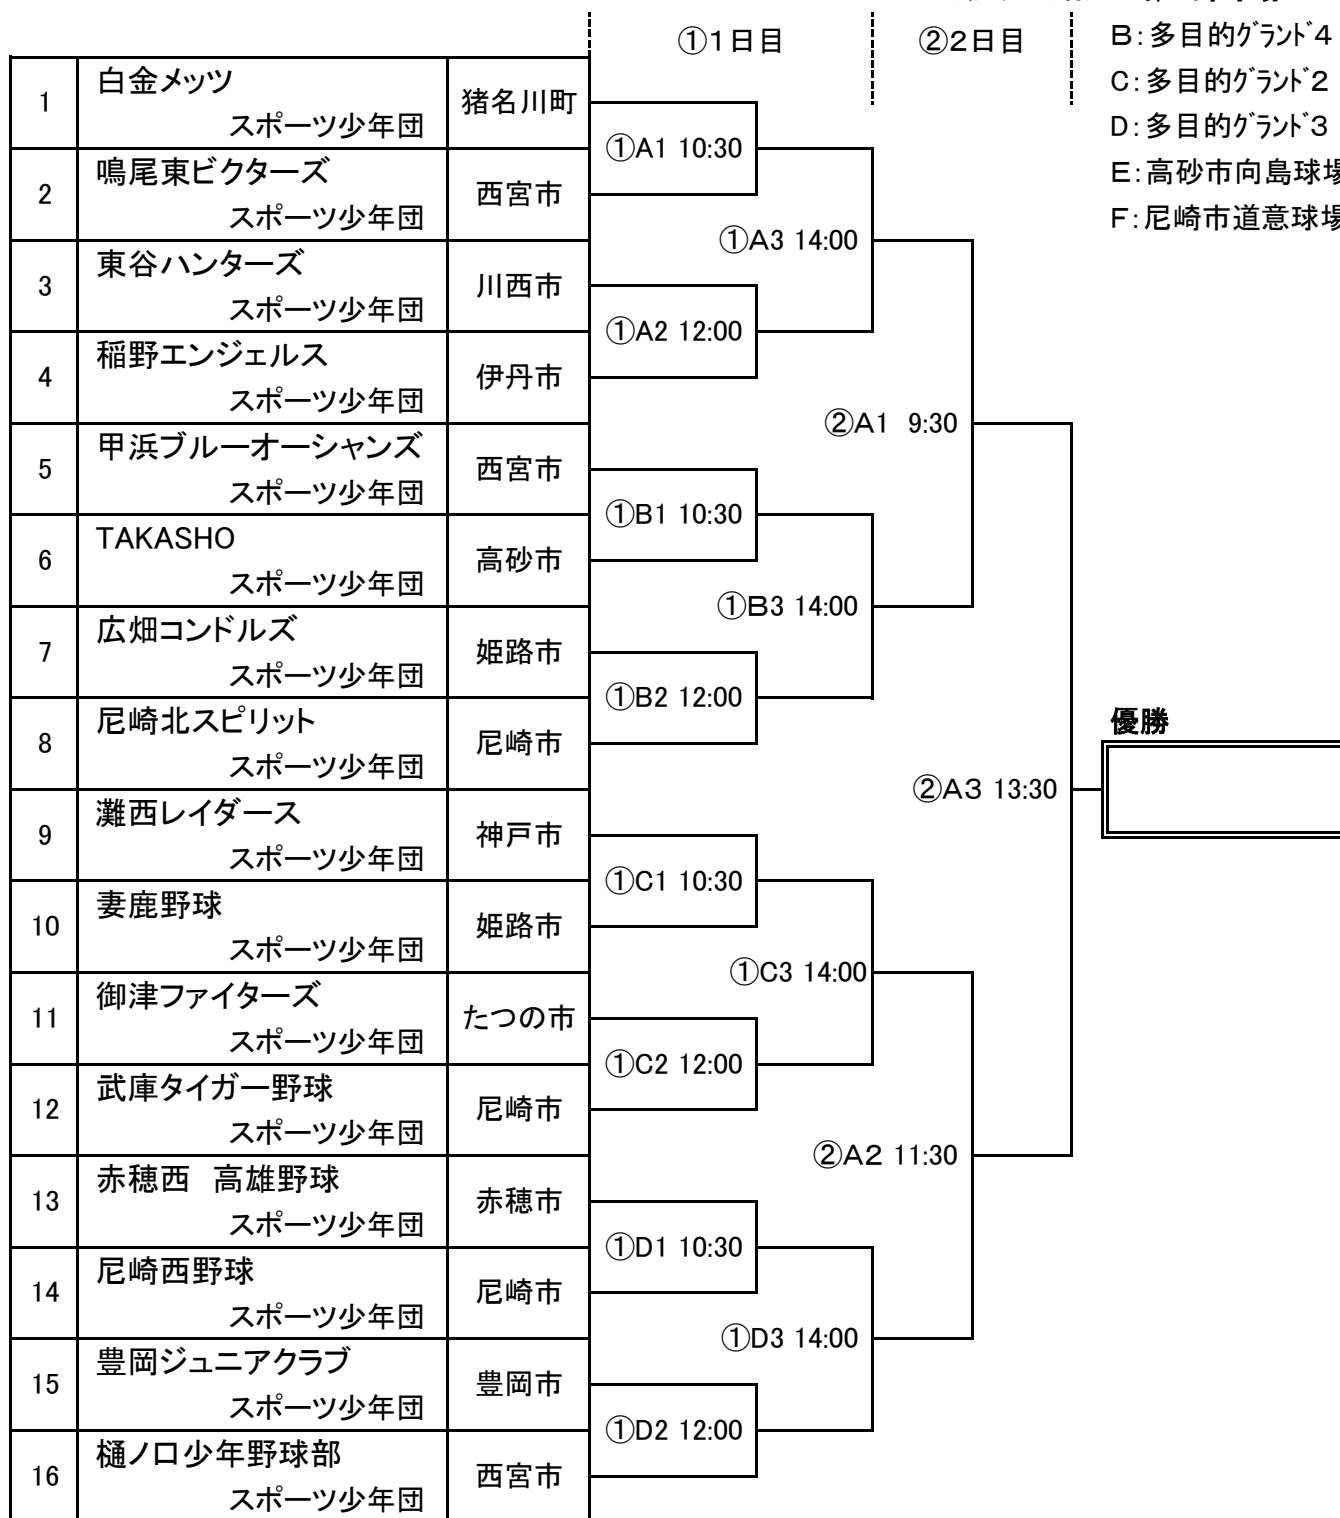 ①1日目
②2日目
B:多目的ｸﾞﾗﾝﾄﾞ4
C:多目的ｸﾞﾗﾝﾄﾞ2
D:多目的ｸﾞﾗﾝﾄﾞ3
E:高砂市向島球場
F:尼崎市道意球場
1 白金メッツ
スポーツ少年団 猪名川町
①A1 10:30
2 鳴尾東ビクターズ
スポーツ少年団 西宮市
①A3 14:00
3 東谷ハンターズ
スポーツ少年団 川西市
①A2 12:00
4 稲野エンジェルス
スポーツ少年団 伊丹市
②A1 9:30
5 甲浜ブルーオーシャンズ
スポーツ少年団 西宮市
①B1 10:30
6 TAKASHO
スポーツ少年団 高砂市
①B3 14:00
7 広畑コンドルズ
スポーツ少年団 姫路市
①B2 12:00
8 尼崎北スピリット
スポーツ少年団 尼崎市
優勝
②A3 13:30
9 灘西レイダース
スポーツ少年団 神戸市
①C1 10:30
10 妻鹿野球
スポーツ少年団 姫路市
①C3 14:00
11 御津ファイターズ
スポーツ少年団 たつの市
①C2 12:00
12 武庫タイガー野球
スポーツ少年団 尼崎市
②A2 11:30
13 赤穂西　高雄野球
スポーツ少年団 赤穂市
①D1 10:30
14 尼崎西野球
スポーツ少年団 尼崎市
①D3 14:00
15 豊岡ジュニアクラブ
スポーツ少年団 豊岡市
①D2 12:00
16 樋ノ口少年野球部
スポーツ少年団 西宮市